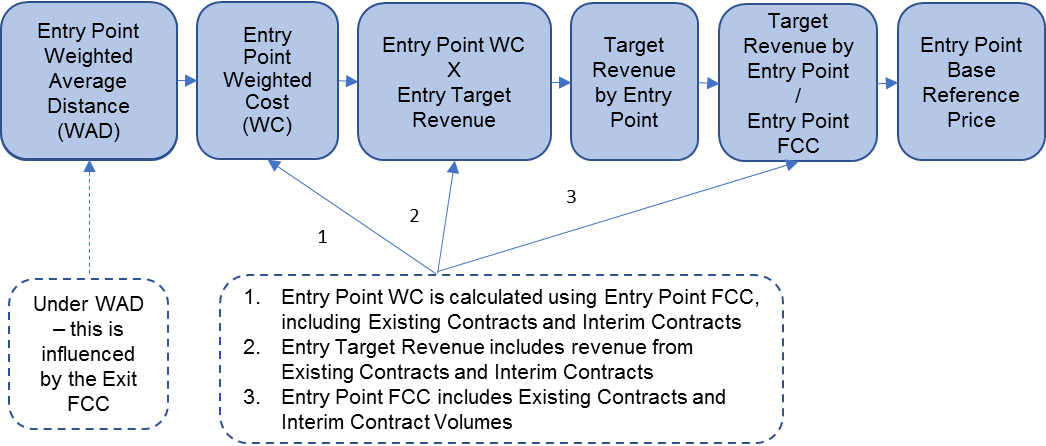 Entry Point
Weighted
Average
Distance
(WAD)
Entry
Point
Weighted
Cost
(WC)
Entry Point WC
X
Entry Target
Revenue
Target
Revenue
by Entry
Point
Target
Revenue by
Entry Point
/
Entry Point
FCC
Entry Point
Base
Reference
Price
1
2
3
Under WAD
– this is
influenced
by the Exit
FCC
1. Entry Point WC is calculated using Entry Point FCC,
including Existing Contracts and Interim Contracts
2. Entry Target Revenue includes revenue from
Existing Contracts and Interim Contracts
3. Entry Point FCC includes Existing Contracts and
Interim Contract Volumes